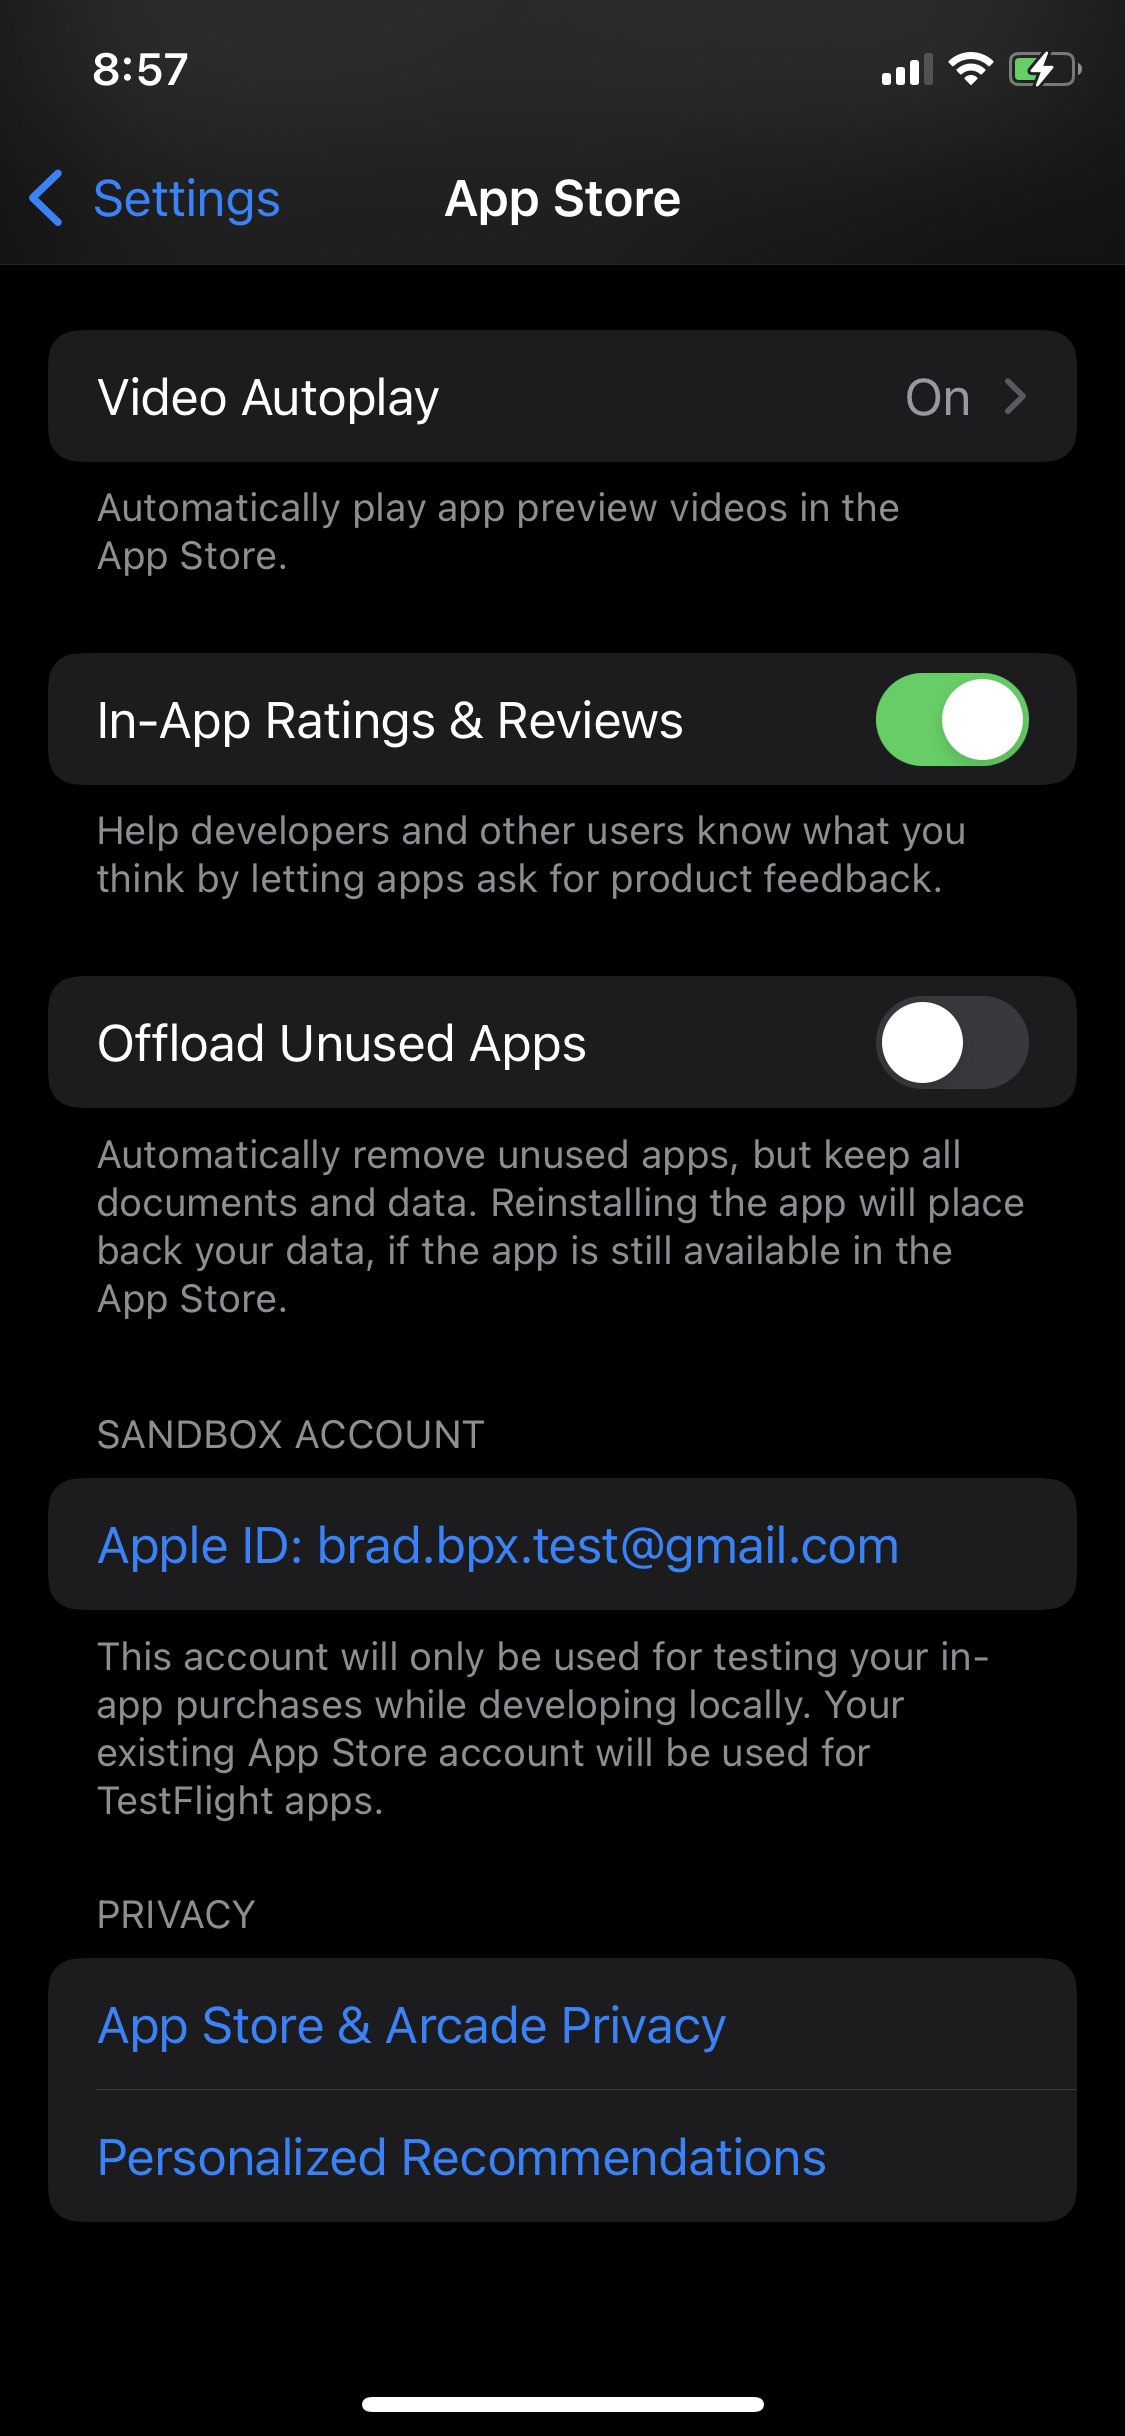 8:57
Settings
App Store
Video Autoplay On
Automatically play app preview videos in the
App Store.
In-App Ratings & Reviews
Help developers and other users know what you
think by letting apps ask for product feedback.
Offload Unused Apps
Automatically remove unused apps, but keep all
documents and data. Reinstalling the app will place
back your data, if the app is still available in the
App Store.
SANDBOX ACCOUNT
Apple ID: brad.bpx.test@gmail.com
This account will only be used for testing your in-
app purchases while developing locally. Your
existing App Store account will be used for
TestFlight apps.
PRIVACY
App Store & Arcade Privacy
Personalized Recommendations